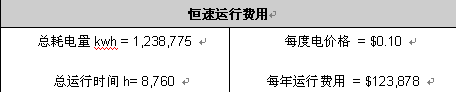 恒速运行费用
总耗电量 kwh = 1,238,775
每度电价格 = $0.10
总运行时间 h= 8,760
每年运行费用 = $123,878